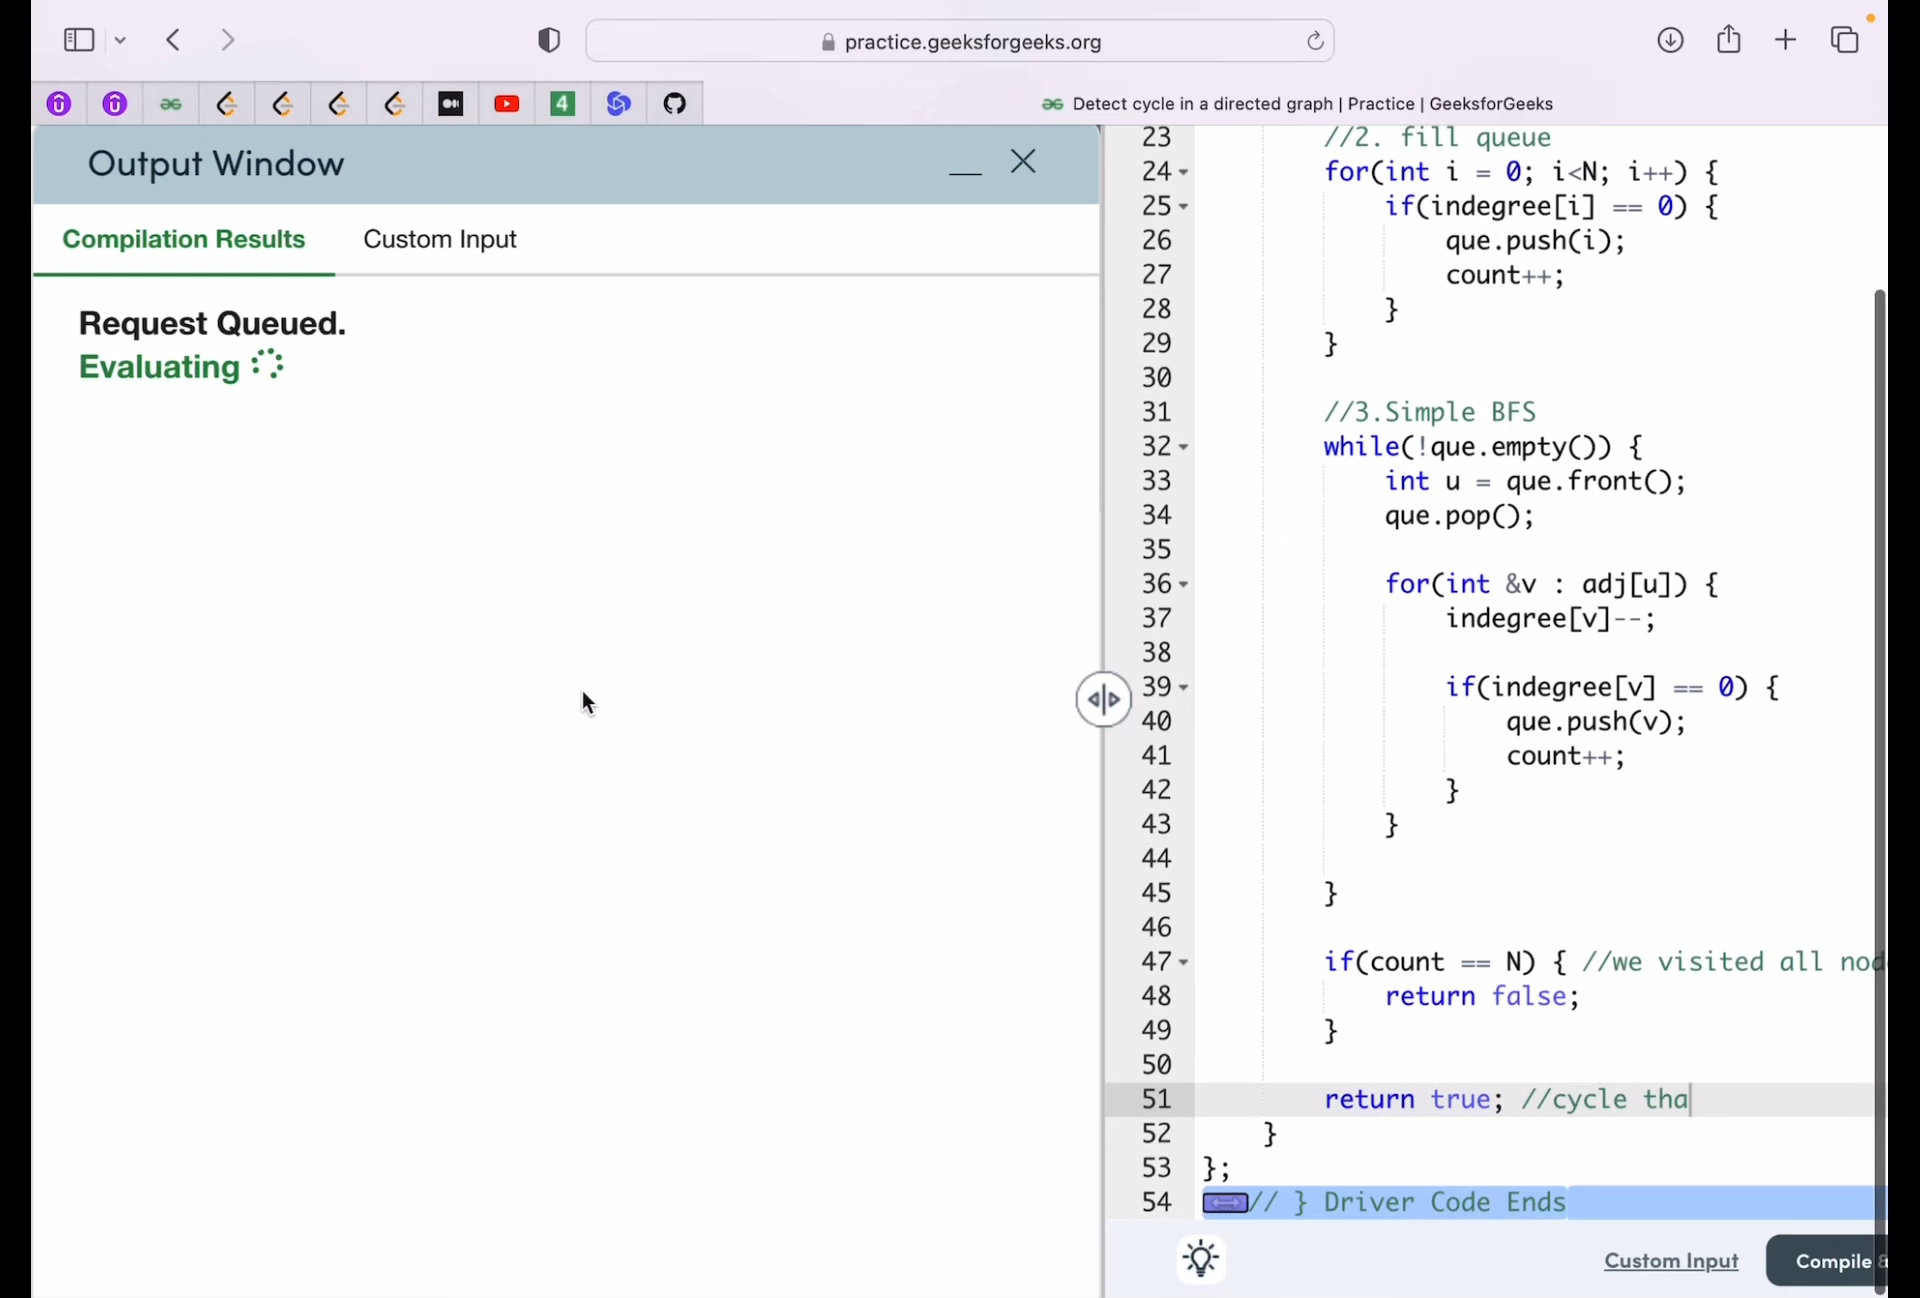 practice.geeksforgeeks.org
4
Detect cycle in a directed graph | Practice | GeeksforGeeks
Output Window
Compilation Results
Custom Input
Request Queued.
Evaluating
23 //2. fill queue
24 for(int i = 0; i<N; i++) {
25 if(indegree[i] == 0) {
26 que.push(i);
27 count++;
28 }
29 }
30
31 //3.Simple BFS
32 while(!que.empty()) {
33 int u = que.front();
34 que.pop();
35
36 for(int &v : adj[u]) {
37 indegree[v]--;
38
39 if(indegree[v] == 0) {
40 que.push(v);
41 count++;
42 }
43 }
44
45 }
46
47 if(count == N) { //we visited all nod
48 return false;
49 }
50
51 return true; //cycle tha
52 }
53 };
54 // } Driver Code Ends
Custom Input
Compile &